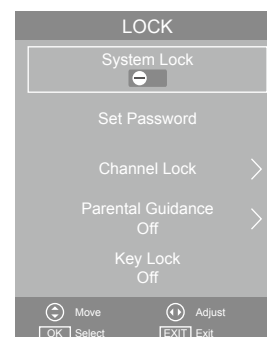 LOCK
System Lock
Set Password
Channel Lock
Parental Guidance
Off
Key Lock
Off
Move Adjust
OK Select EXIT Exit